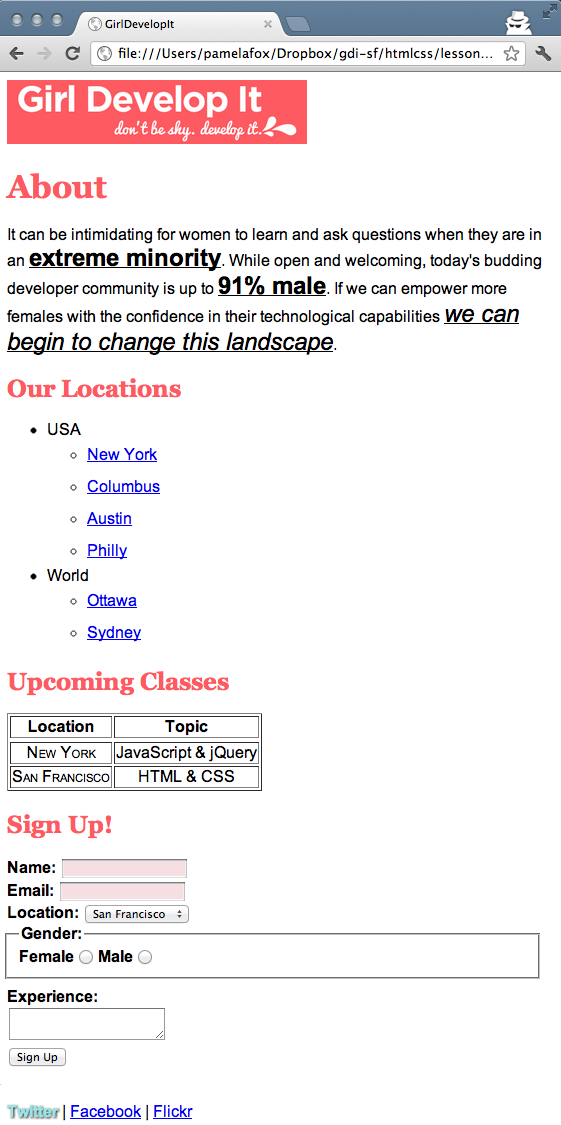 GirlDevelopIt
file:///Users/pamelafox/Dropbox/gdi-sf/htmlcss/lesson...
Girl Develop It
don't be shy. develop it.
About
It can be intimidating for women to learn and ask questions when they are in
an extreme minority. While open and welcoming, today's budding
developer community is up to 91% male. If we can empower more
females with the confidence in their technological capabilities we can
begin to change this landscape.
Our Locations
USA
New York
Columbus
Austin
Philly
World
Ottawa
Sydney
Upcoming Classes
Location Topic
New York JavaScript & jQuery
San Francisco HTML & CSS
Sign Up!
Name:
Email:
Location: San Francisco
Gender:
Female Male
Experience:
Sign Up
Twitter | Facebook | Flickr